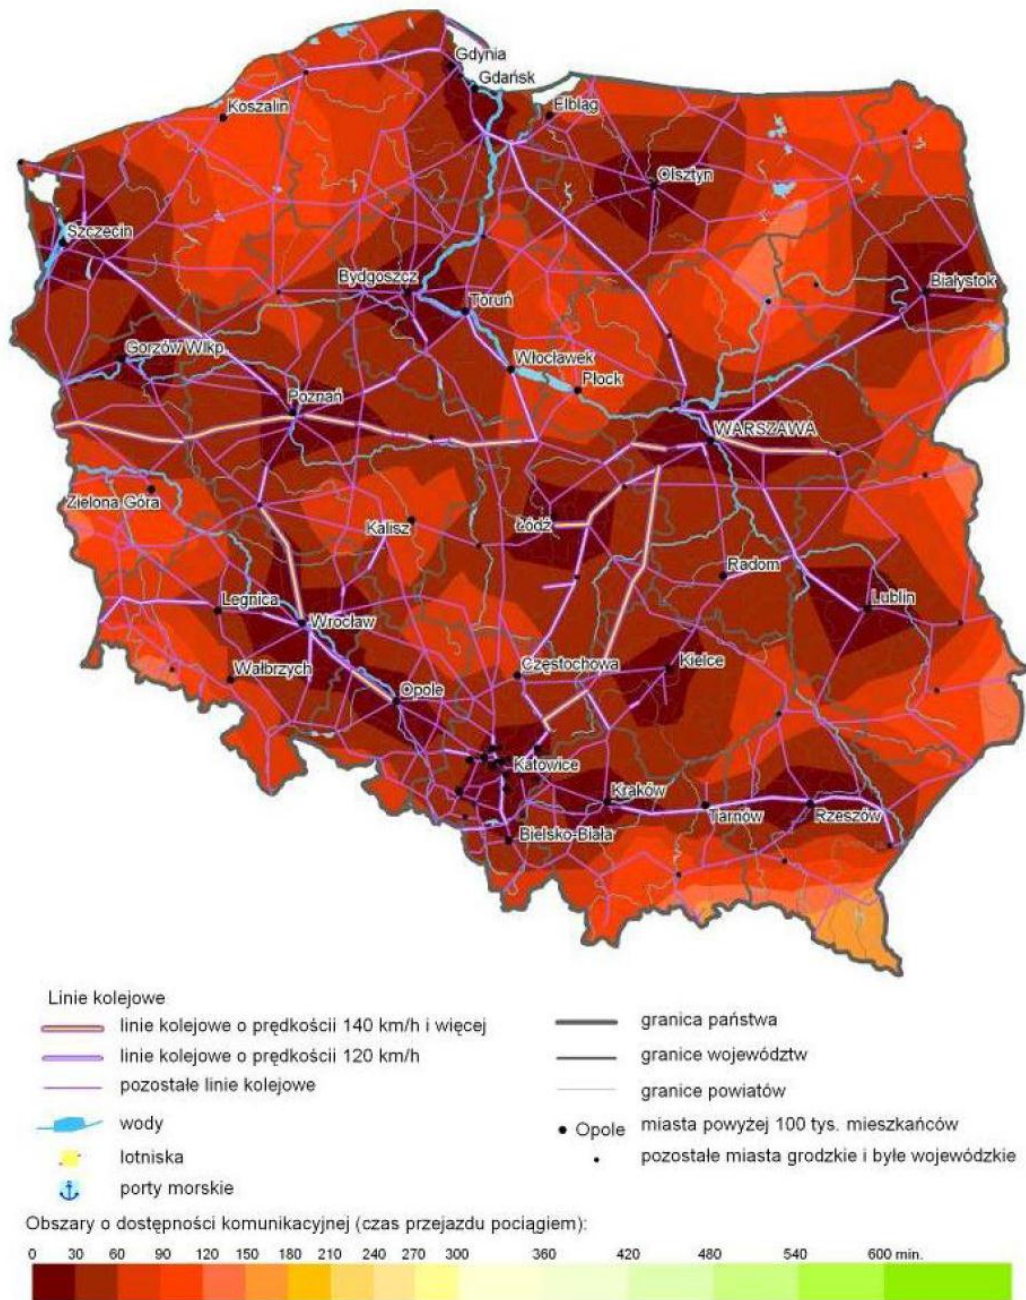 Gdynia
Gdańsk
Koszalin
Elbląg
Olsztyn
Szczecin
Bydgoszcz
Białystok
Toruń
Gorzów Wlkp.
Włocławek
Płock
Poznań
WARSZAWA
Zielona Góra
Kalisz
Łódź
Radom
Legnica
Lublin
Wrocław
Wałbrzych
Częstochowa
Kielce
Opole
Katowice
Kraków
Tarnów
Rzeszów
Bielsko-Biała
Linie kolejowe
linie kolejowe o prędkościi 140 km/h i więcej
linie kolejowe o prędkościi 120 km/h
pozostałe linie kolejowe
wody
lotniska
porty morskie
granica państwa
granice województw
granice powiatów
Opole miasta powyżej 100 tys. mieszkańców
pozostałe miasta grodzkie i byłe wojewódzkie
Obszary o dostępności komunikacyjnej (czas przejazdu pociągiem):
0 30 60 90 120 150 180 210 240 270 300 360 420 480 540 600 min.